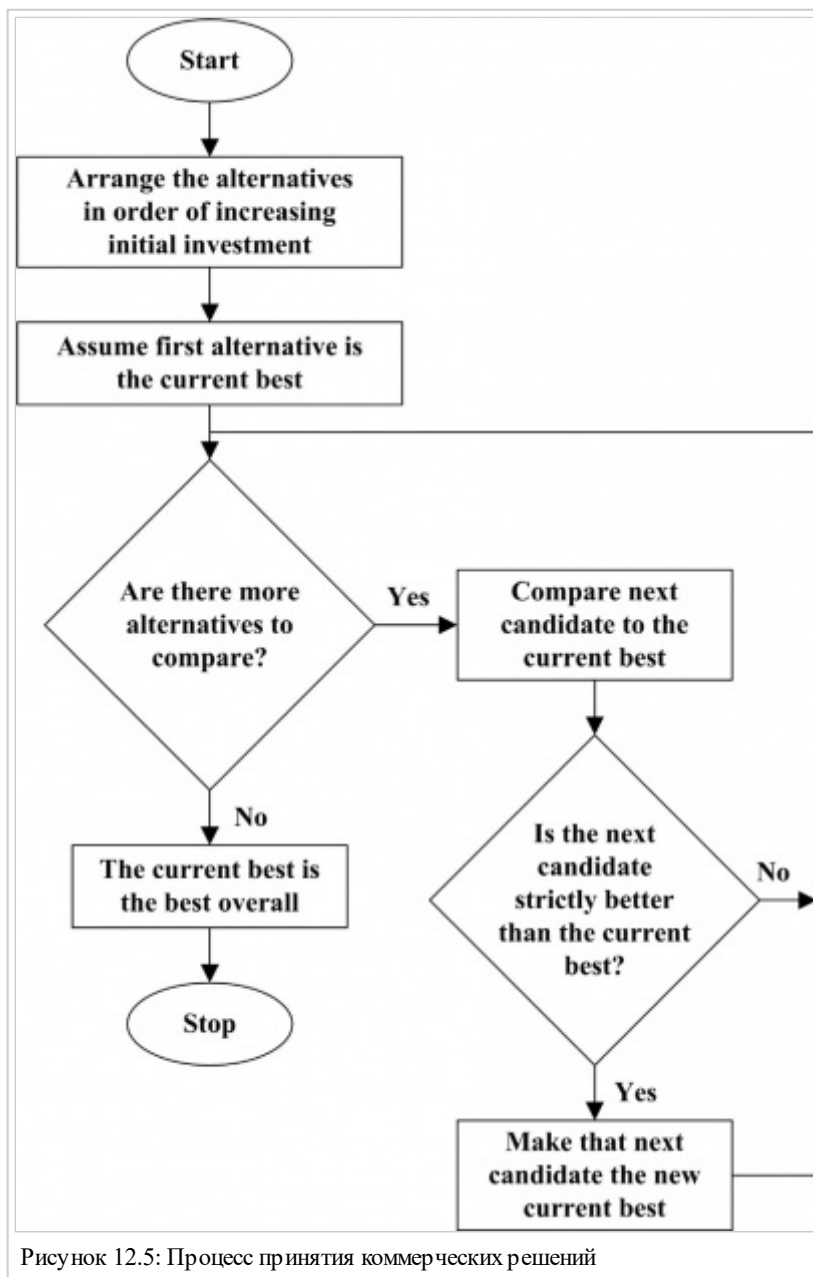 Start
Arrange the alternatives
in order of increasing
initial investment
Assume first alternative is
the current best
Are there more
alternatives to
compare?
Yes
Compare next
candidate to the
current best
No
The current best is
the best overall
Stop
Is the next
candidate
strictly better
than the current
best?
No
Yes
Make that next
candidate the new
current best
Рисунок 12.5: Процесс принятия коммерческих решений